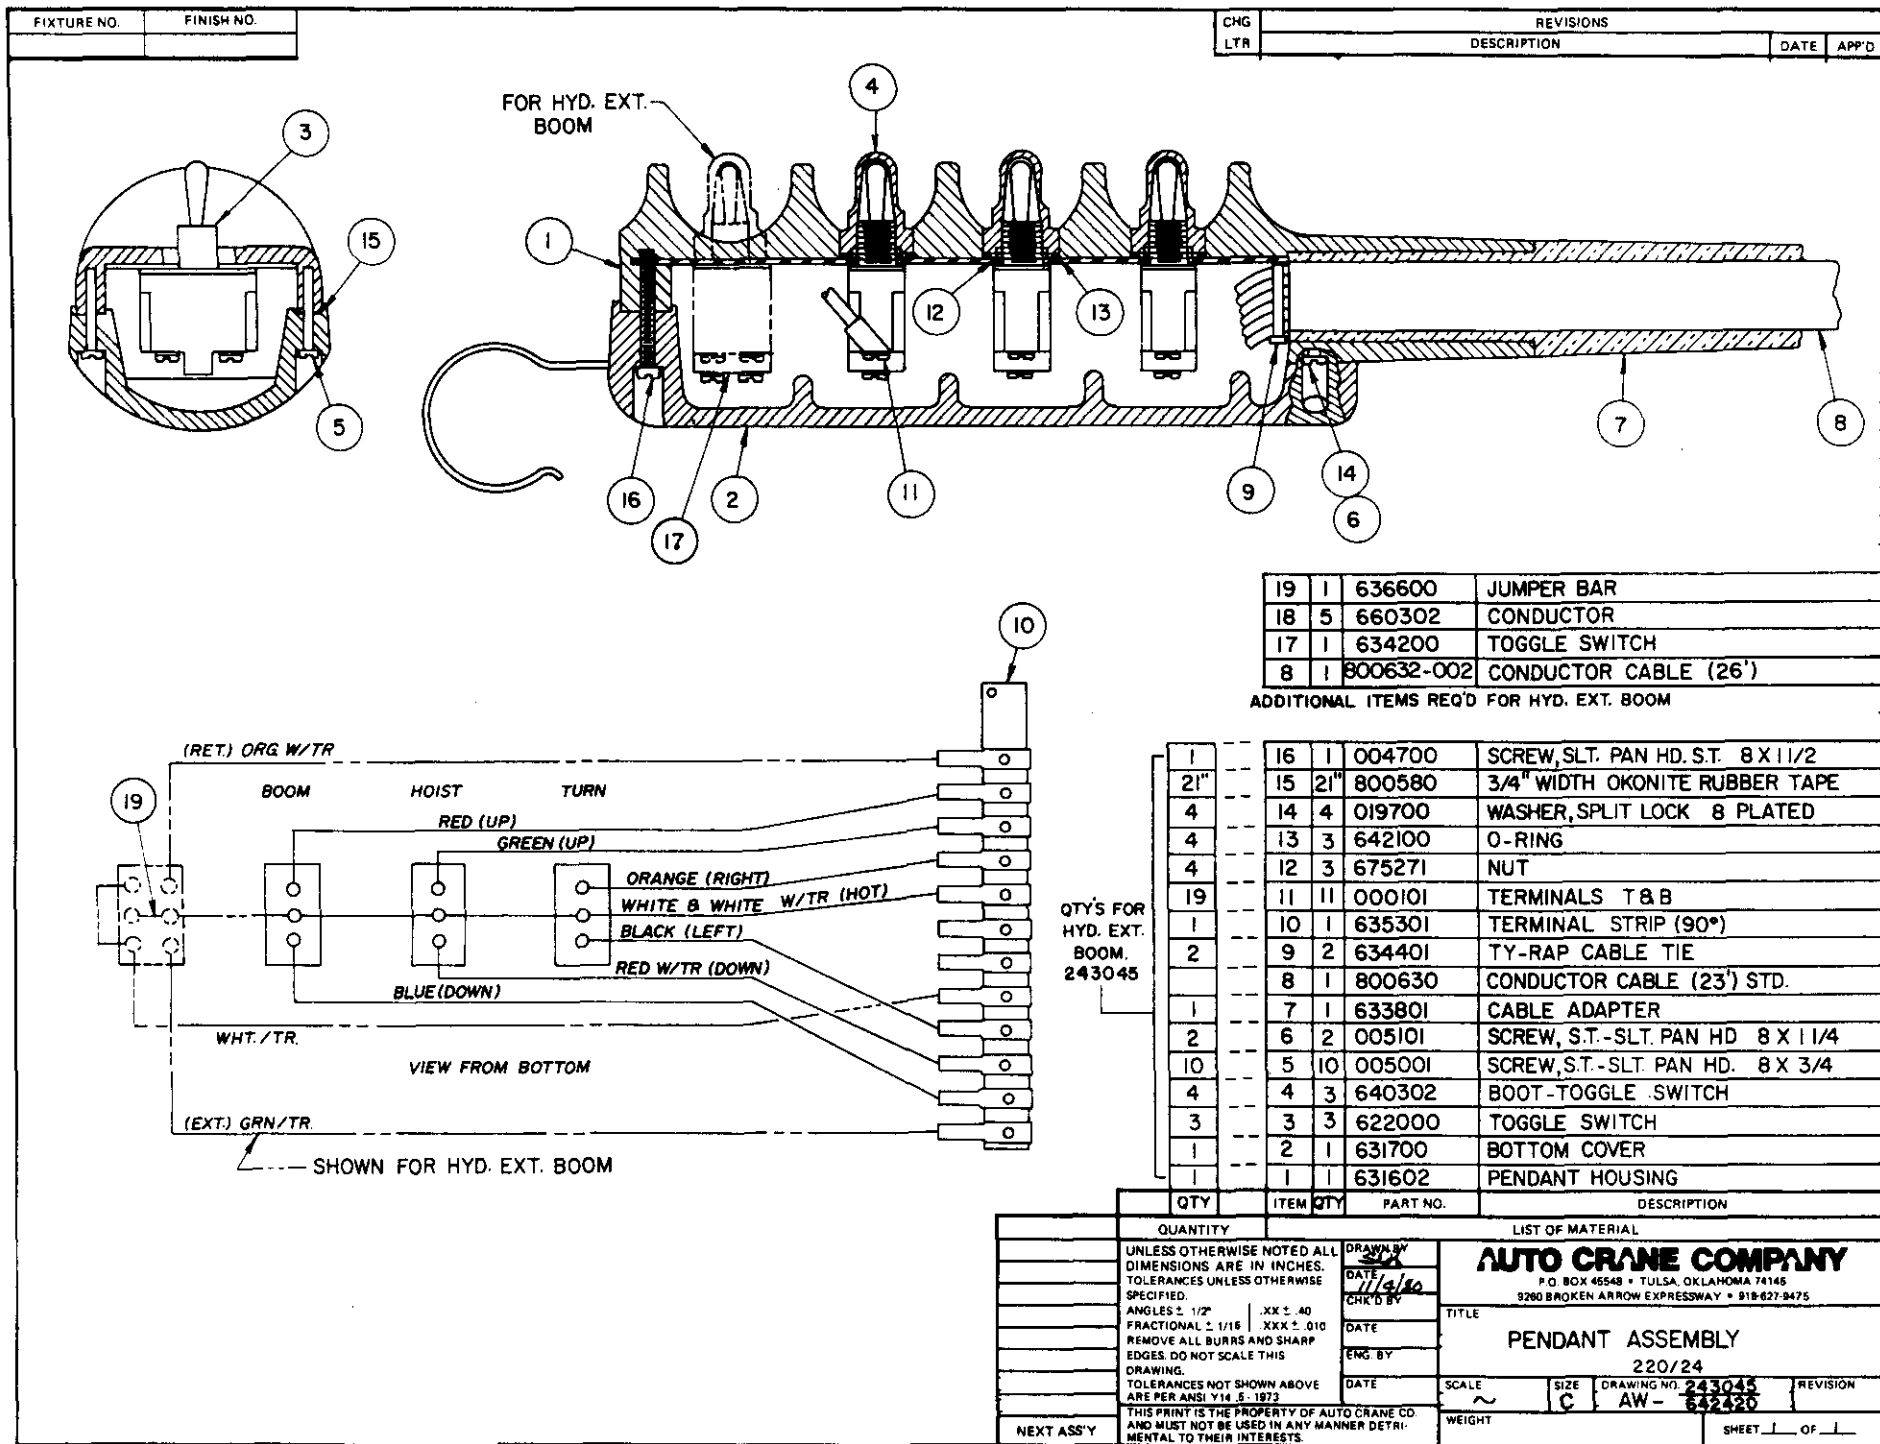 FIXTURE NO. FINISH NO.
CHG LTR REVISIONS
DESCRIPTION DATE APP'D
FOR HYD. EXT. BOOM
4
3
15
1
12
13
5
16
17
2
11
9
14
6
7
8
19 1 636600 JUMPER BAR
18 5 660302 CONDUCTOR
17 1 634200 TOGGLE SWITCH
8 1 800632-002 CONDUCTOR CABLE (26')
ADDITIONAL ITEMS REQ'D FOR HYD. EXT. BOOM
10
(RET.) ORG W/TR
BOOM HOIST TURN
19
RED (UP)
GREEN (UP)
ORANGE (RIGHT)
WHITE & WHITE W/TR (HOT)
BLACK (LEFT)
RED W/TR (DOWN)
BLUE (DOWN)
WHT./TR.
VIEW FROM BOTTOM
(EXT.) GRN/TR.
SHOWN FOR HYD. EXT. BOOM
QTY'S FOR
HYD. EXT.
BOOM.
243045
1 16 1 004700 SCREW, SLT. PAN HD. S.T. 8 X 1 1/2
21" 15 21" 800580 3/4" WIDTH OKONITE RUBBER TAPE
4 14 4 019700 WASHER, SPLIT LOCK 8 PLATED
4 13 3 642100 O-RING
4 12 3 675271 NUT
19 11 11 000101 TERMINALS T&B
1 10 1 635301 TERMINAL STRIP (90°)
2 9 2 634401 TY-RAP CABLE TIE
8 1 800630 CONDUCTOR CABLE (23') STD.
1 7 1 633801 CABLE ADAPTER
2 6 2 005101 SCREW, S.T.-SLT. PAN HD 8 X 1 1/4
10 5 10 005001 SCREW, S.T.-SLT. PAN HD. 8 X 3/4
4 4 3 640302 BOOT-TOGGLE SWITCH
3 3 3 622000 TOGGLE SWITCH
1 2 1 631700 BOTTOM COVER
1 1 1 631602 PENDANT HOUSING
QTY ITEM QTY PART NO. DESCRIPTION
QUANTITY LIST OF MATERIAL
UNLESS OTHERWISE NOTED ALL
DIMENSIONS ARE IN INCHES.
TOLERANCES UNLESS OTHERWISE
SPECIFIED.
ANGLES ± 1/2° .XX ± .40
FRACTIONAL ± 1/16 .XXX ± .010
REMOVE ALL BURRS AND SHARP
EDGES. DO NOT SCALE THIS
DRAWING.
TOLERANCES NOT SHOWN ABOVE
ARE PER ANSI Y14.5-1973
THIS PRINT IS THE PROPERTY OF AUTO CRANE CO.
AND MUST NOT BE USED IN ANY MANNER DETRI-
MENTAL TO THEIR INTERESTS.
NEXT ASS'Y
DRAWN BY
DATE 11/4/80
CHK'D BY
DATE
ENG. BY
DATE
AUTO CRANE COMPANY
P.O. BOX 45548 • TULSA, OKLAHOMA 74145
9260 BROKEN ARROW EXPRESSWAY • 918-627-9475
TITLE
PENDANT ASSEMBLY
220/24
SCALE ~ SIZE C DRAWING NO. AW- 243045 642420 REVISION
WEIGHT SHEET 1 OF 1